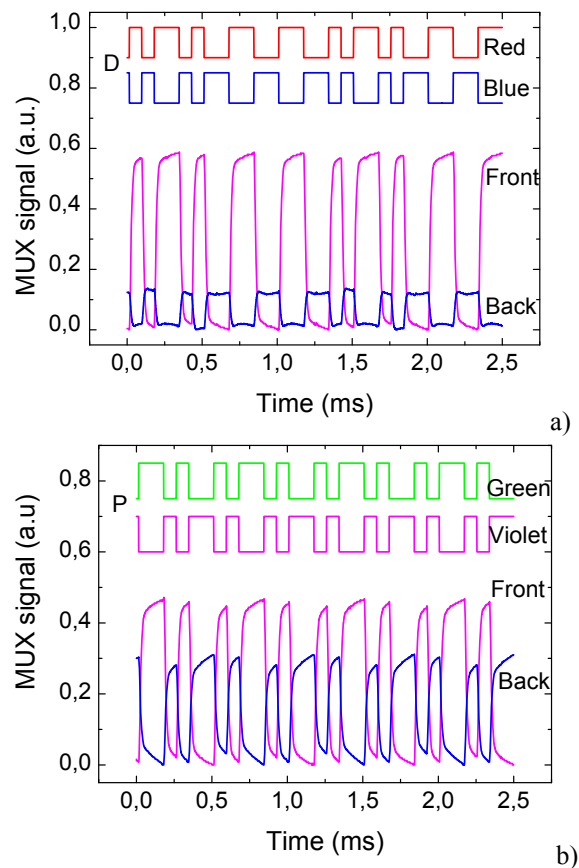 1,0
Red
D
0,8
Blue
MUX signal (a.u.)
0,6
Front
0,4
0,2
Back
0,0
0,0 0,5 1,0 1,5 2,0 2,5
Time (ms)
a)
0.8
Green
P
Violet
0.6
MUX signal (a.u)
Front
0,4
0,2
Back
0,0
0,0 0,5 1,0 1,5 2,0 2,5
Time (ms)
b)